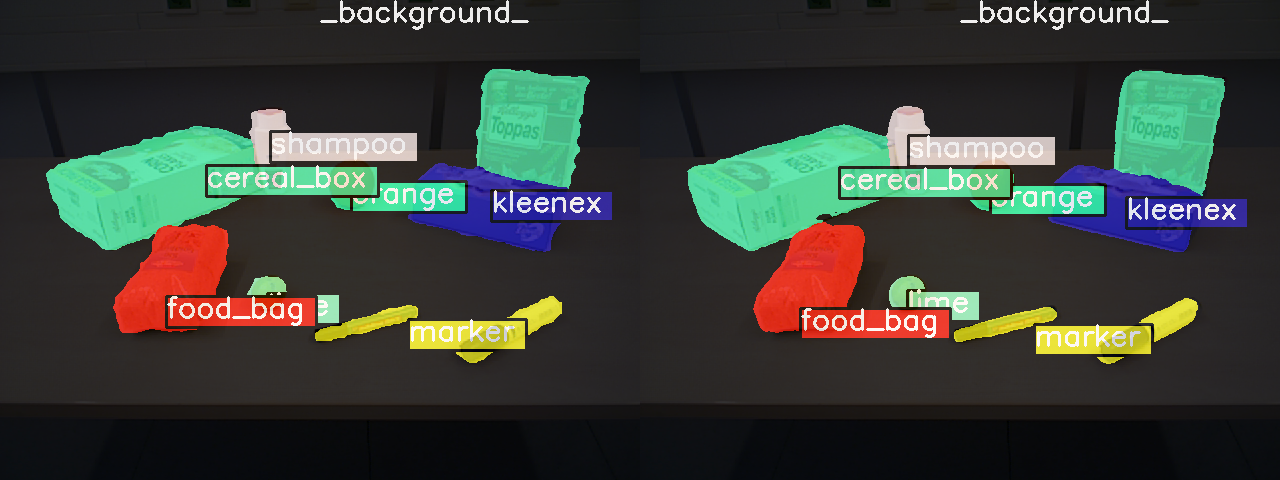 _background_
_background_
Toppas
Toppas
shampoo
shampoo
cereal_box
cereal_box
orange
orange
kleenex
kleenex
food_bag
e
lime
food_bag
marker
marker